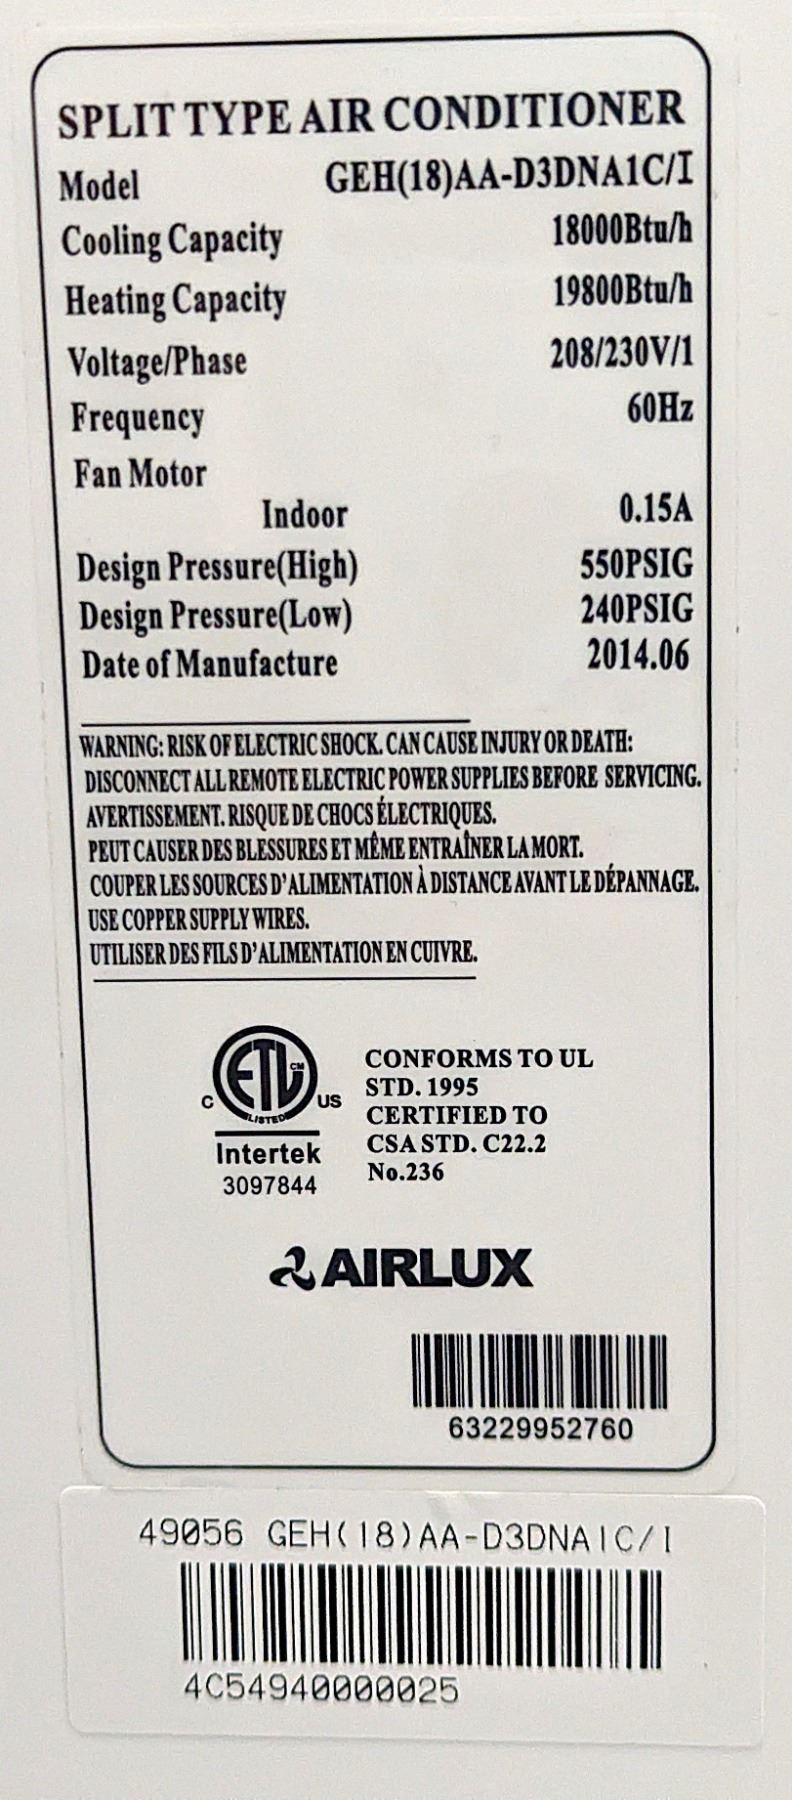 SPLIT TYPE AIR CONDITIONER
Model GEH(18)AA-D3DNA1C/I
Cooling Capacity 18000Btu/h
Heating Capacity 19800Btu/h
Voltage/Phase 208/230V/1
Frequency 60Hz
Fan Motor
Indoor 0.15A
Design Pressure(High) 550PSIG
Design Pressure(Low) 240PSIG
Date of Manufacture 2014.06
WARNING: RISK OF ELECTRIC SHOCK. CAN CAUSE INJURY OR DEATH:
DISCONNECT ALL REMOTE ELECTRIC POWER SUPPLIES BEFORE SERVICING.
AVERTISSEMENT. RISQUE DE CHOCS ÉLECTRIQUES.
PEUT CAUSER DES BLESSURES ET MÊME ENTRAÎNER LA MORT.
COUPER LES SOURCES D'ALIMENTATION À DISTANCE AVANT LE DÉPANNAGE.
USE COPPER SUPPLY WIRES.
UTILISER DES FILS D'ALIMENTATION EN CUIVRE.
ETL CM
C LISTED US
Intertek
3097844
CONFORMS TO UL
STD. 1995
CERTIFIED TO
CSA STD. C22.2
No.236
AIRLUX
63229952760
49056 GEH(18)AA-D3DNA1C/I
4C54940000025